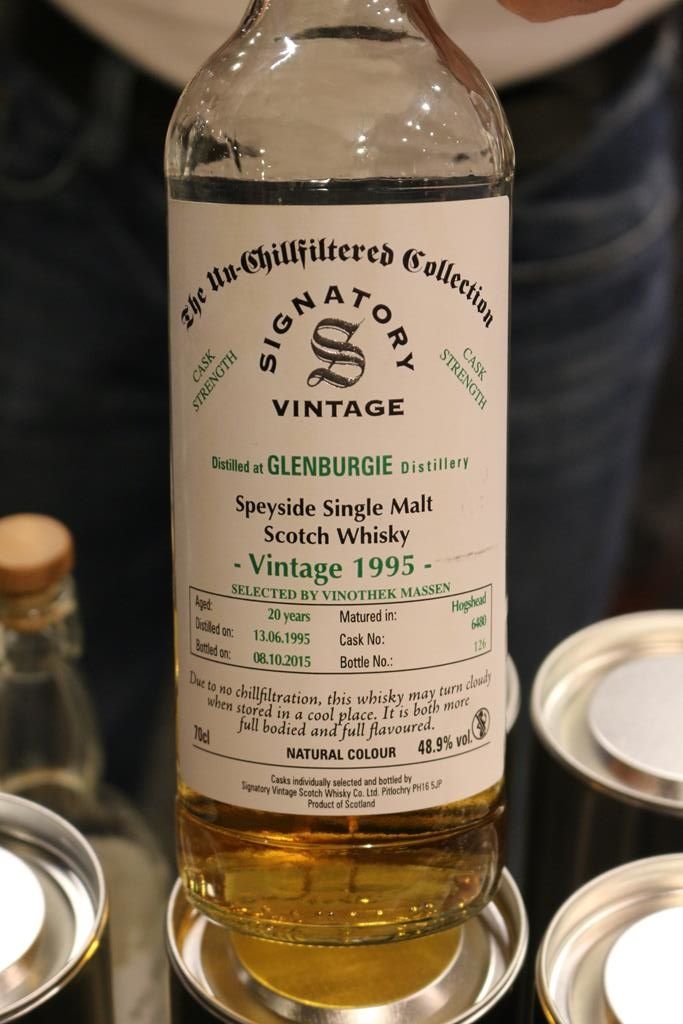 The Un-Chillfiltered Collection
SIGNATORY
S
VINTAGE
CASK
STRENGTH
CASK
STRENGTH
Distilled at GLENBURGIE Distillery
Speyside Single Malt
Scotch Whisky
- Vintage 1995 -
SELECTED BY VINOTHEK MASSEN
Aged: 20 years Matured in: Hogshead
Distilled on: 13.06.1995 Cask No: 6480
Bottled on: 08.10.2015 Bottle No.: 126
Due to no chillfiltration, this whisky may turn cloudy
when stored in a cool place. It is both more
full bodied and full flavoured.
70cl NATURAL COLOUR 48.9% vol.
Casks individually selected and bottled by
Signatory Vintage Scotch Whisky Co. Ltd. Pitlochry PH16 5JP
Product of Scotland